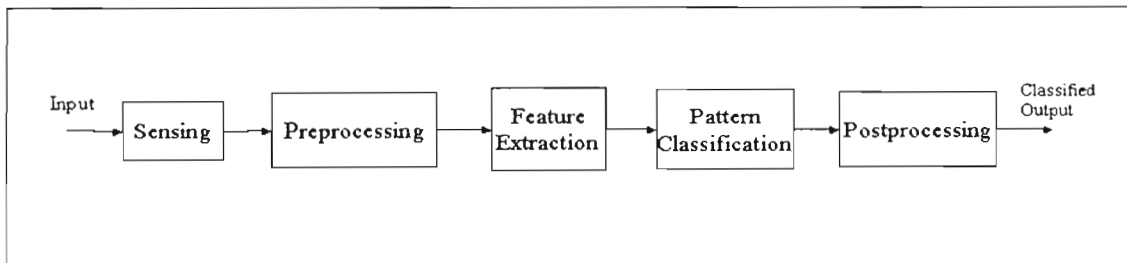 Input
Sensing
Preprocessing
Feature
Extraction
Pattern
Classification
Postprocessing
Classified
Output